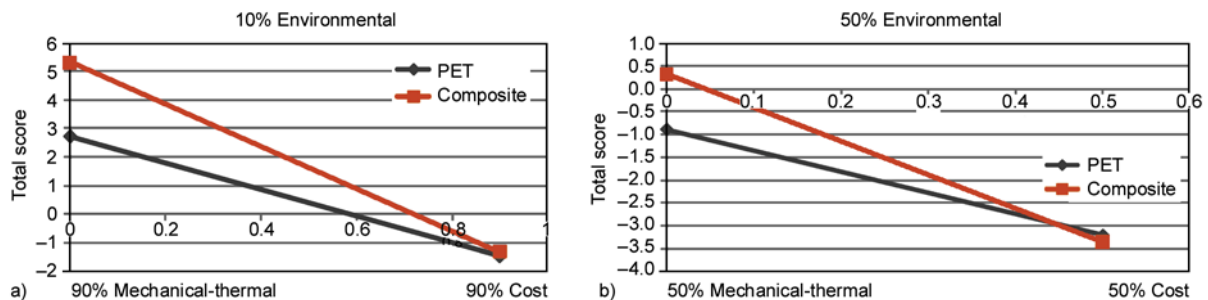 10% Environmental
6
5
4
3
2
1
0
−1
−2
Total score
0
0.2
0.4
0.6
0.8
1
PET
Composite
a)
90% Mechanical-thermal
90% Cost
50% Environmental
1.0
0.5
0.0
−0.5
−1.0
−1.5
−2.0
−2.5
−3.0
−3.5
−4.0
Total score
0
0.1
0.2
0.3
0.4
0.5
0.6
PET
Composite
b)
50% Mechanical-thermal
50% Cost